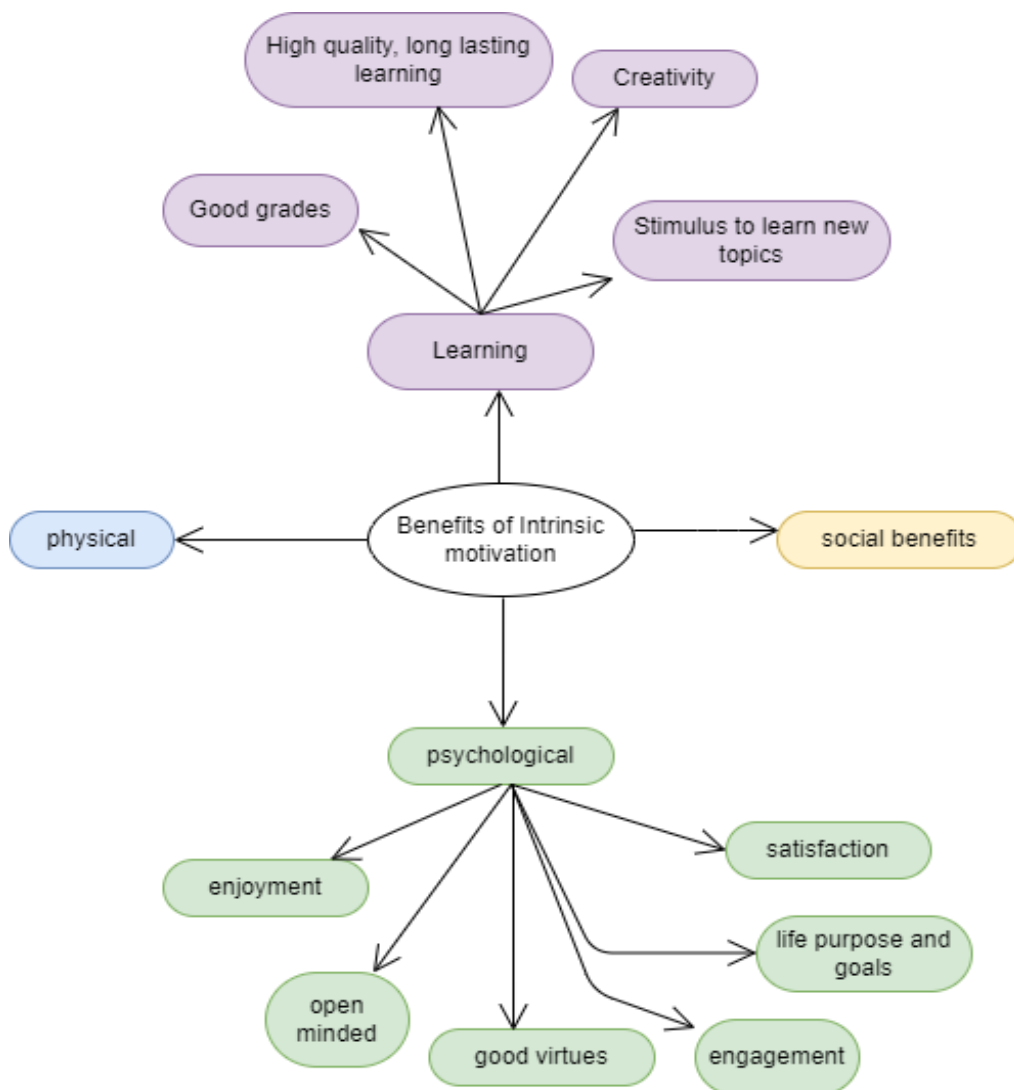 High quality, long lasting
learning
Creativity
Good grades
Stimulus to learn new
topics
Learning
physical
Benefits of Intrinsic
motivation
social benefits
psychological
satisfaction
enjoyment
life purpose and
goals
open
minded
good virtues
engagement